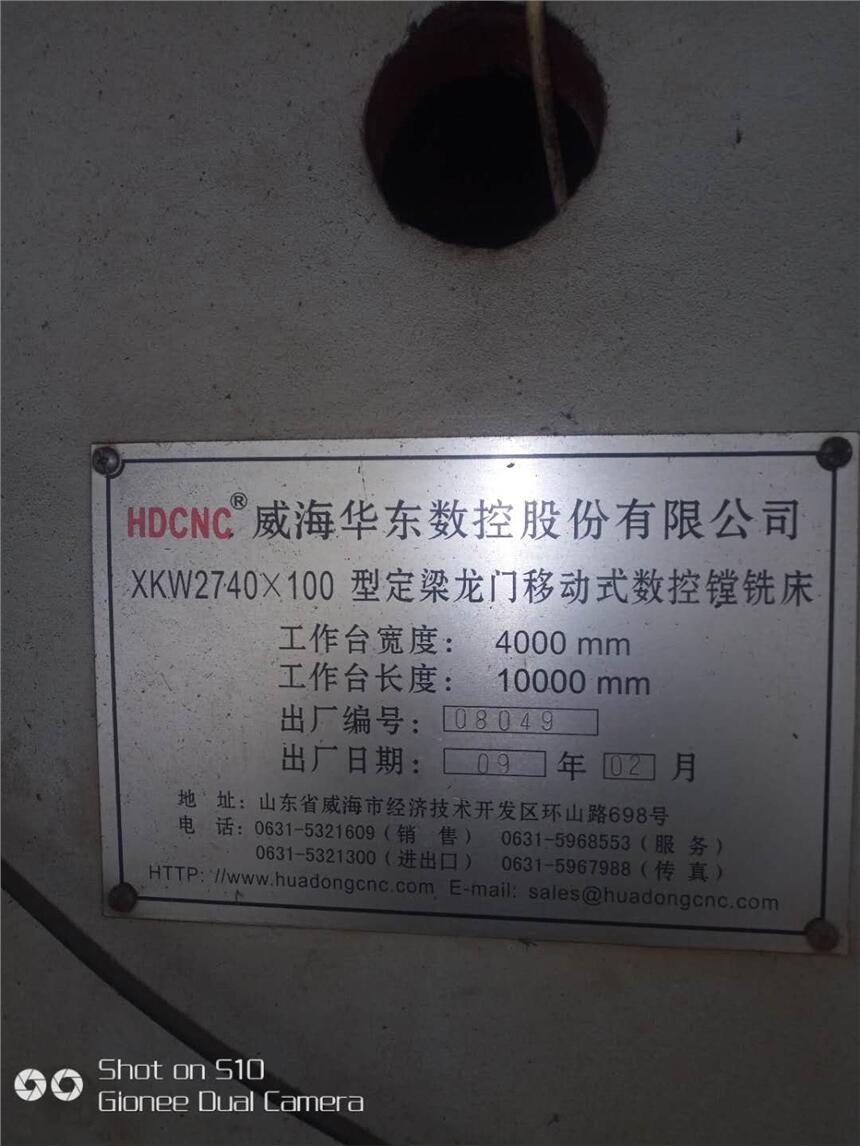 HDCNC® 威海华东数控股份有限公司
XKW2740×100 型定梁龙门移动式数控镗铣床
工作台宽度： 4000 mm
工作台长度： 10000 mm
出厂编号： 08049
出厂日期： 09 年 02 月
地 址：山东省威海市经济技术开发区环山路698号
电 话：0631-5321609（销 售） 0631-5968553（服 务）
0631-5321300（进出口） 0631-5967988（传 真）
HTTP: //www.huadongcnc.com E-mail: sales@huadongcnc.com
Shot on S10
Gionee Dual Camera